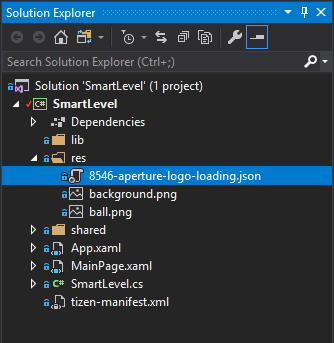 Solution Explorer
Search Solution Explorer (Ctrl+;)
Solution 'SmartLevel' (1 project)
C# SmartLevel
Dependencies
lib
res
8546-aperture-logo-loading.json
background.png
ball.png
shared
App.xaml
MainPage.xaml
C# SmartLevel.cs
tizen-manifest.xml